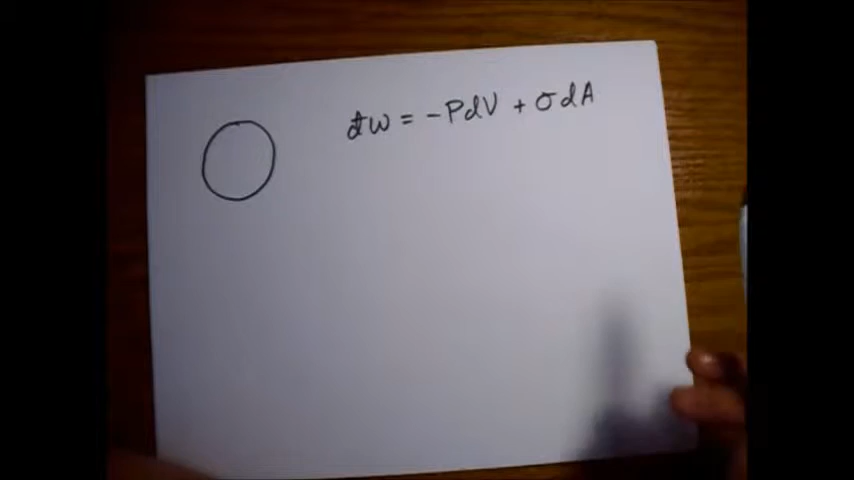 đW = -PdV + σdA